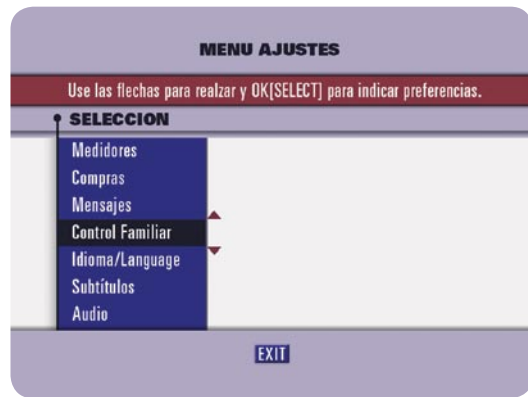 MENU AJUSTES
Use las flechas para realzar y OK[SELECT] para indicar preferencias.
SELECCION
Medidores
Compras
Mensajes
Control Familiar
Idioma/Language
Subtítulos
Audio
EXIT